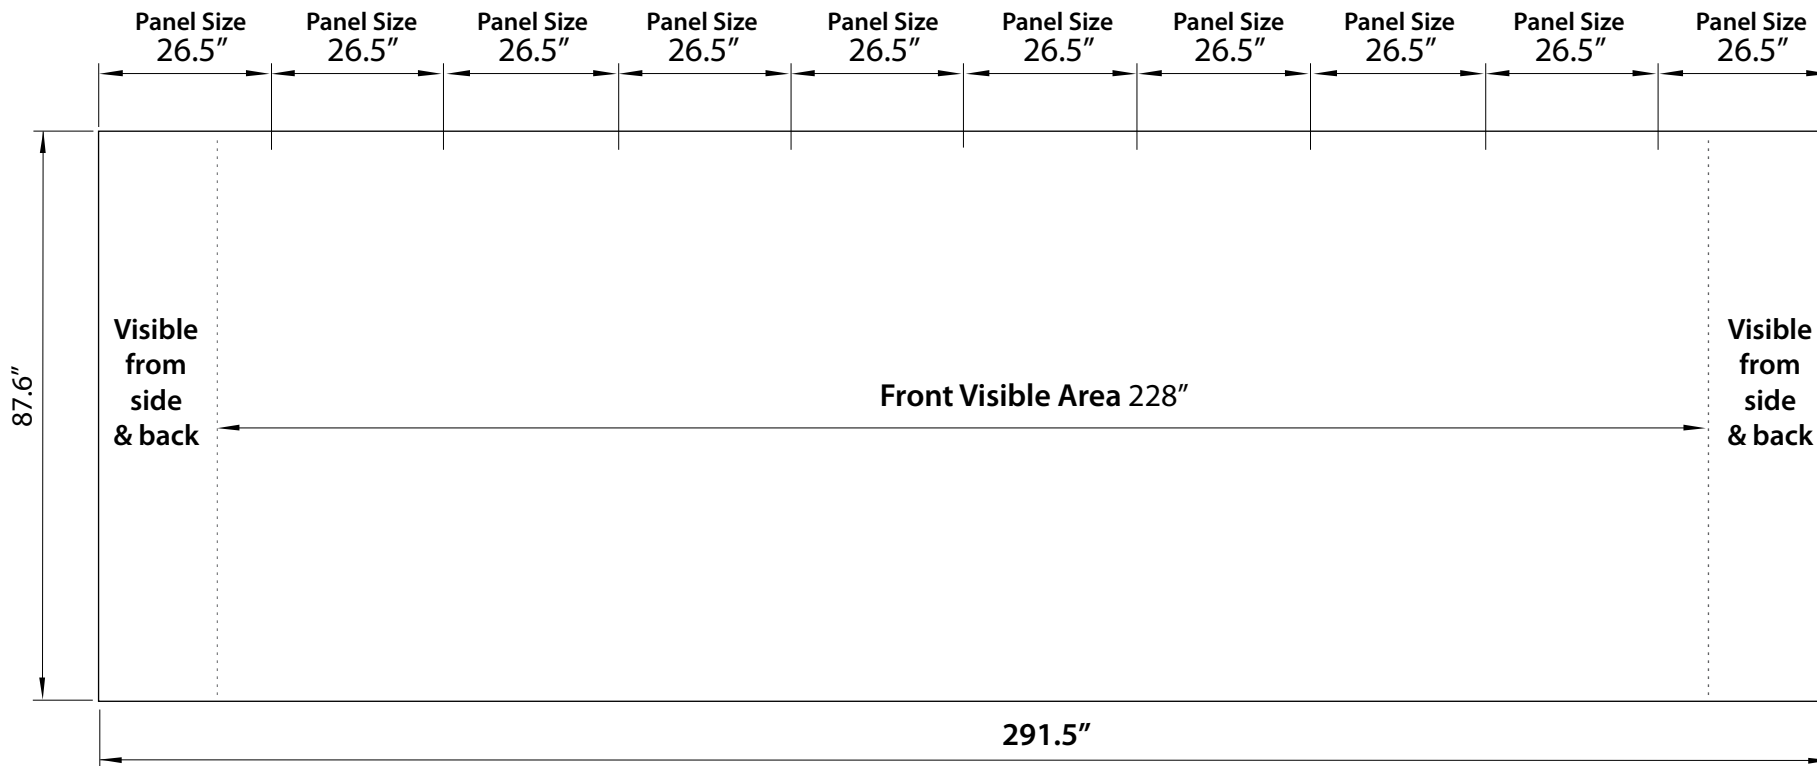 Panel Size
26.5"
Panel Size
26.5"
Panel Size
26.5"
Panel Size
26.5"
Panel Size
26.5"
Panel Size
26.5"
Panel Size
26.5"
Panel Size
26.5"
Panel Size
26.5"
Panel Size
26.5"
87.6"
Visible
from
side
& back
Front Visible Area 228"
Visible
from
side
& back
291.5"